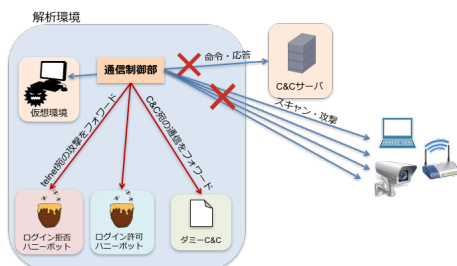 解析環境
通信制御部
命令・応答
C&Cサーバ
仮想環境
スキャン・攻撃
telnet宛の攻撃をフォワード
C&C宛の通信をフォワード
ログイン拒否
ハニーポット
ログイン許可
ハニーポット
ダミーC&C